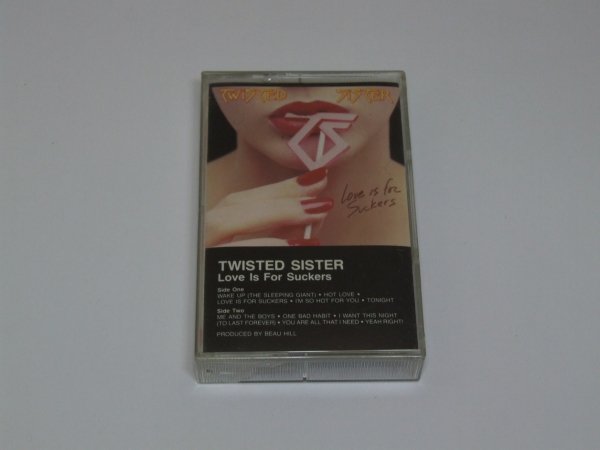 TWISTED SISTER
TS
Love is for
Suckers
TWISTED SISTER
Love Is For Suckers
Side One
WAKE UP (THE SLEEPING GIANT) • HOT LOVE •
LOVE IS FOR SUCKERS • I'M SO HOT FOR YOU • TONIGHT
Side Two
ME AND THE BOYS • ONE BAD HABIT • I WANT THIS NIGHT
(TO LAST FOREVER) • YOU ARE ALL THAT I NEED • YEAH RIGHT!
PRODUCED BY BEAU HILL